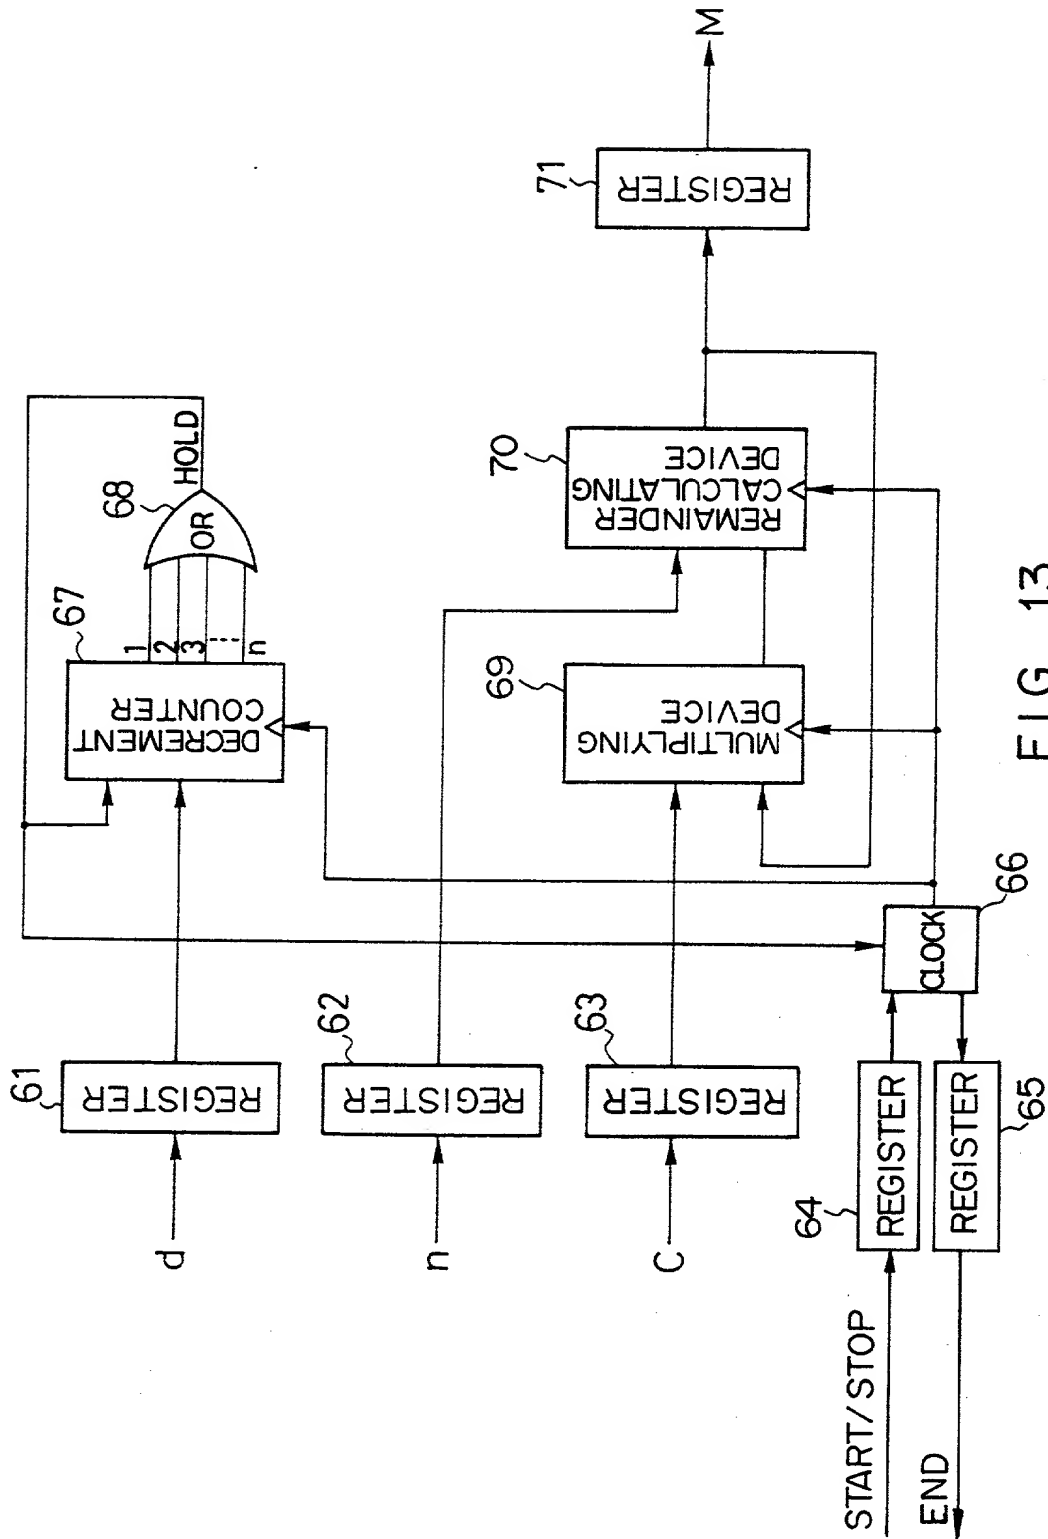 d
61
REGISTER
n
62
REGISTER
C
63
REGISTER
START/STOP
64
REGISTER
END
65
REGISTER
CLOCK
66
67
DECREMENT
COUNTER
1
2
3
n
68
OR
HOLD
69
MULTIPLYING
DEVICE
70
REMAINDER
CALCULATING
DEVICE
71
REGISTER
M
FIG 13